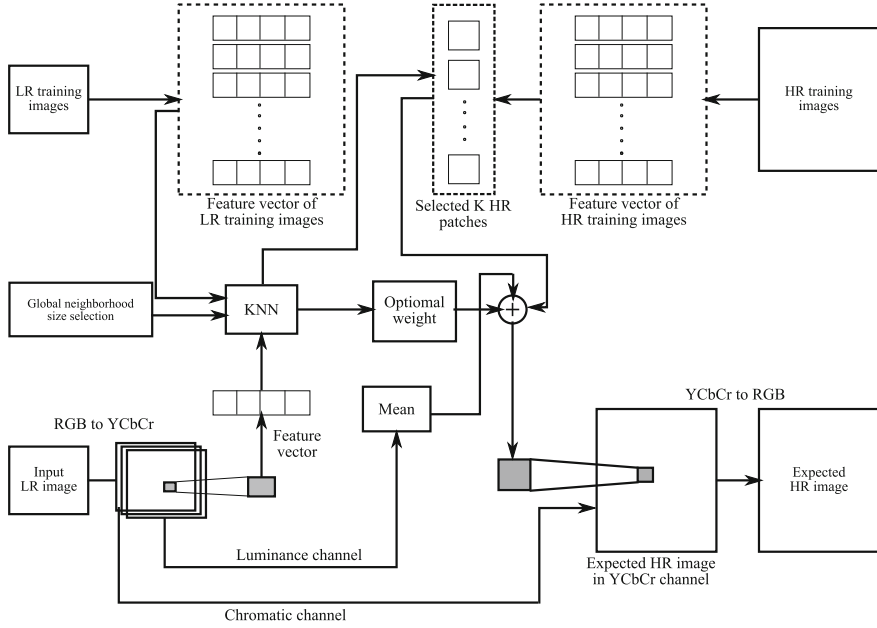 LR training
images
HR training
images
Feature vector of
LR training images
Selected K HR
patches
Feature vector of
HR training images
Global neighborhood
size selection
KNN
Optiomal
weight
+
Mean
RGB to YCbCr
Feature
vector
YCbCr to RGB
Input
LR image
Expected
HR image
Luminance channel
Expected HR image
in YCbCr channel
Chromatic channel